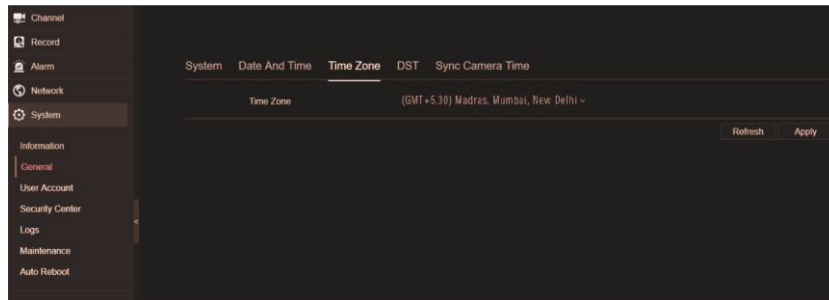 Channel
Record
Alarm
Network
System
Information
General
User Account
Security Center
Logs
Maintenance
Auto Reboot
System Date And Time Time Zone DST Sync Camera Time
Time Zone (GMT+5.30) Madras, Mumbai, New Delhi
Refresh Apply
<